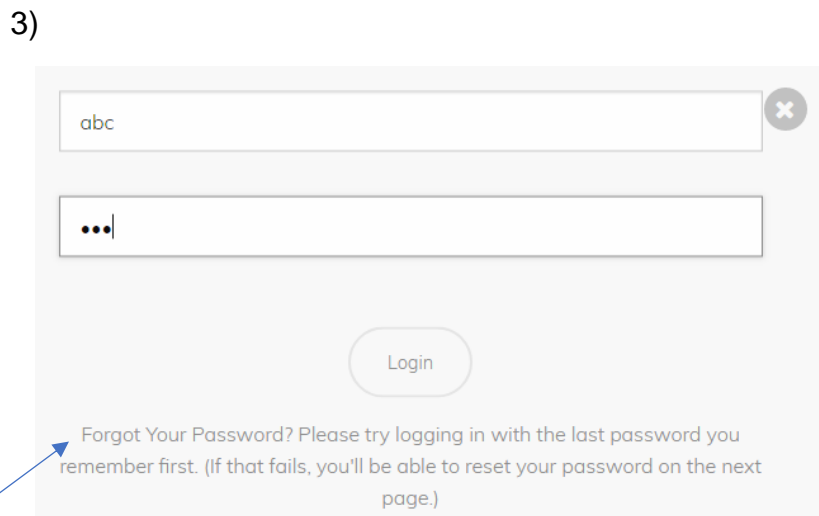 3)
abc
•••
Login
Forgot Your Password? Please try logging in with the last password you
remember first. (If that fails, you'll be able to reset your password on the next
page.)